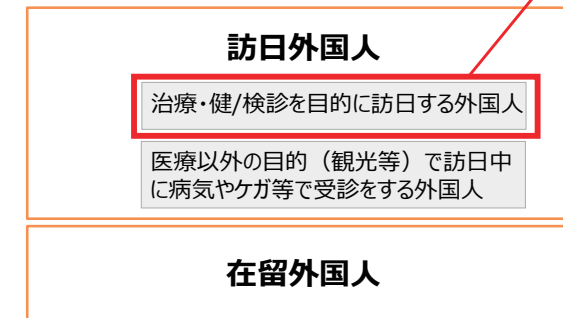 訪日外国人
治療・健/検診を目的に訪日する外国人
医療以外の目的（観光等）で訪日中
に病気やケガ等で受診をする外国人
在留外国人